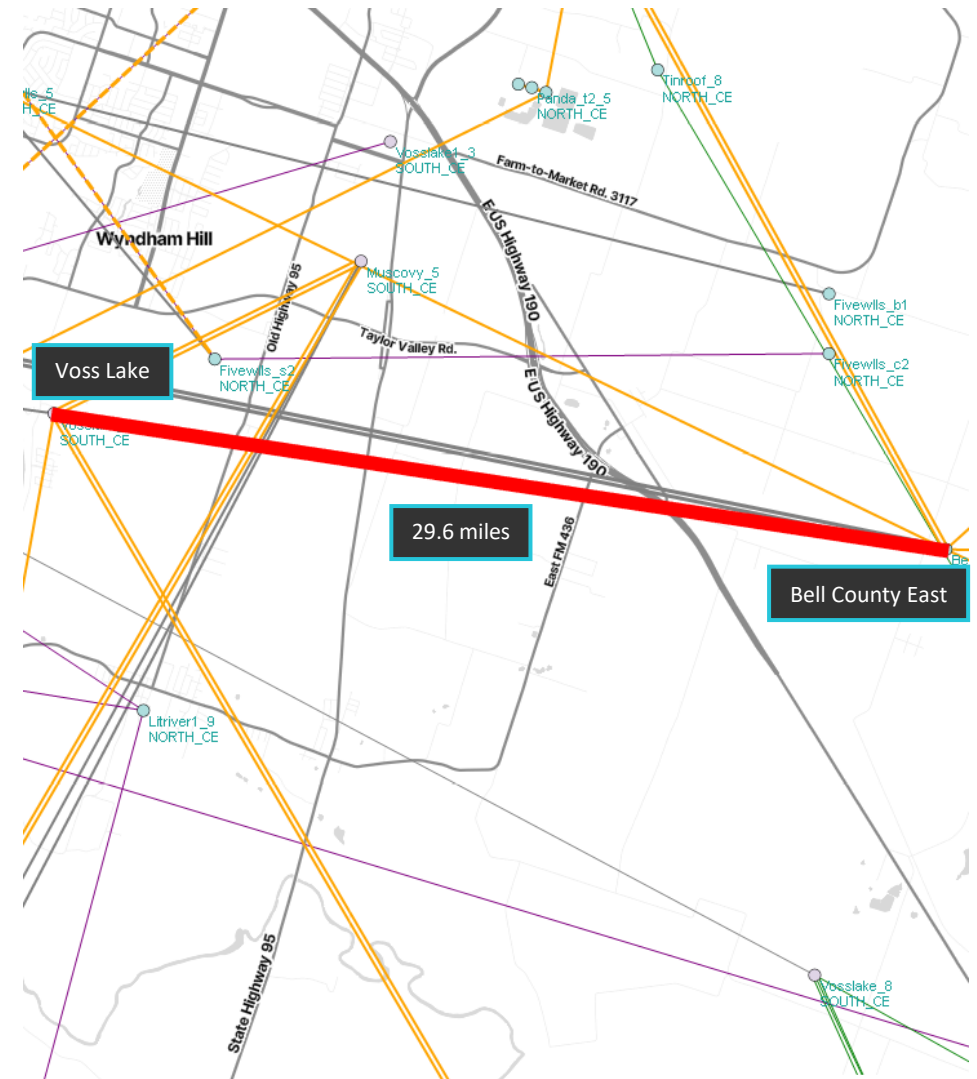 Tinroof_8
NORTH_CE
Panda_t2_5
NORTH_CE
Vosslake1_3
SOUTH_CE
Farm-to-Market Rd. 3117
E US Highway 190
Wyndham Hill
Muscovy_5
SOUTH_CE
Old Highway 95
Fivewlls_b1
NORTH_CE
Taylor Valley Rd.
Fivewlls_s2
NORTH_CE
Fivewlls_c2
NORTH_CE
Voss Lake
E US Highway 190
SOUTH_CE
29.6 miles
East FM 436
Bell County East
Litriver1_9
NORTH_CE
State Highway 95
Vosslake_8
SOUTH_CE